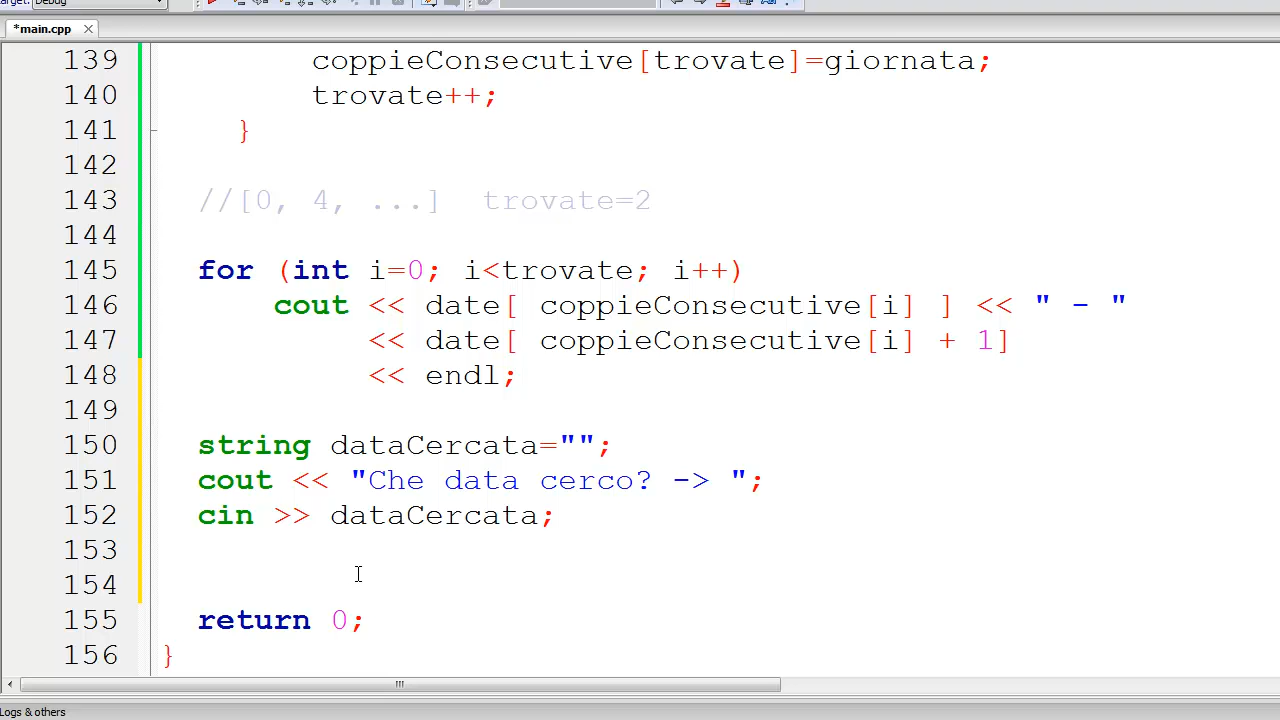 target: Debug
*main.cpp
139 coppieConsecutive[trovate]=giornata;
140 trovate++;
141 }
142
143 //[0, 4, ...] trovate=2
144
145 for (int i=0; i<trovate; i++)
146 cout << date[ coppieConsecutive[i] ] << " - "
147 << date[ coppieConsecutive[i] + 1]
148 << endl;
149
150 string dataCercata="";
151 cout << "Che data cerco? -> ";
152 cin >> dataCercata;
153
154
155 return 0;
156 }
Logs & others